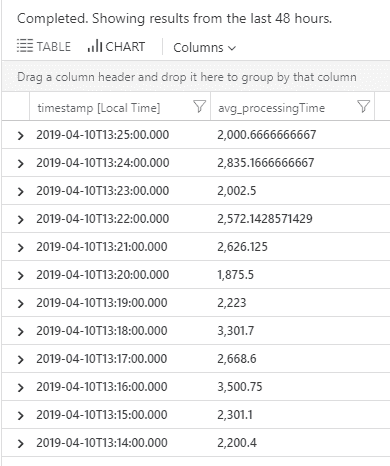 Completed. Showing results from the last 48 hours.
TABLE CHART Columns
Drag a column header and drop it here to group by that column
timestamp [Local Time] avg_processingTime
2019-04-10T13:25:00.000 2,000.6666666667
2019-04-10T13:24:00.000 2,835.1666666667
2019-04-10T13:23:00.000 2,002.5
2019-04-10T13:22:00.000 2,572.1428571429
2019-04-10T13:21:00.000 2,626.125
2019-04-10T13:20:00.000 1,875.5
2019-04-10T13:19:00.000 2,223
2019-04-10T13:18:00.000 3,301.7
2019-04-10T13:17:00.000 2,668.6
2019-04-10T13:16:00.000 3,500.75
2019-04-10T13:15:00.000 2,301.1
2019-04-10T13:14:00.000 2,200.4